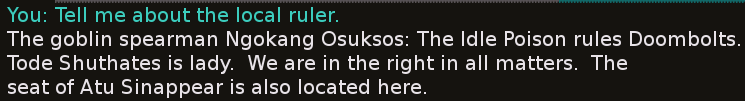 You: Tell me about the local ruler.
The goblin spearman Ngokang Osuksos: The Idle Poison rules Doombolts.
Tode Shuthates is lady.  We are in the right in all matters.  The
seat of Atu Sinappear is also located here.